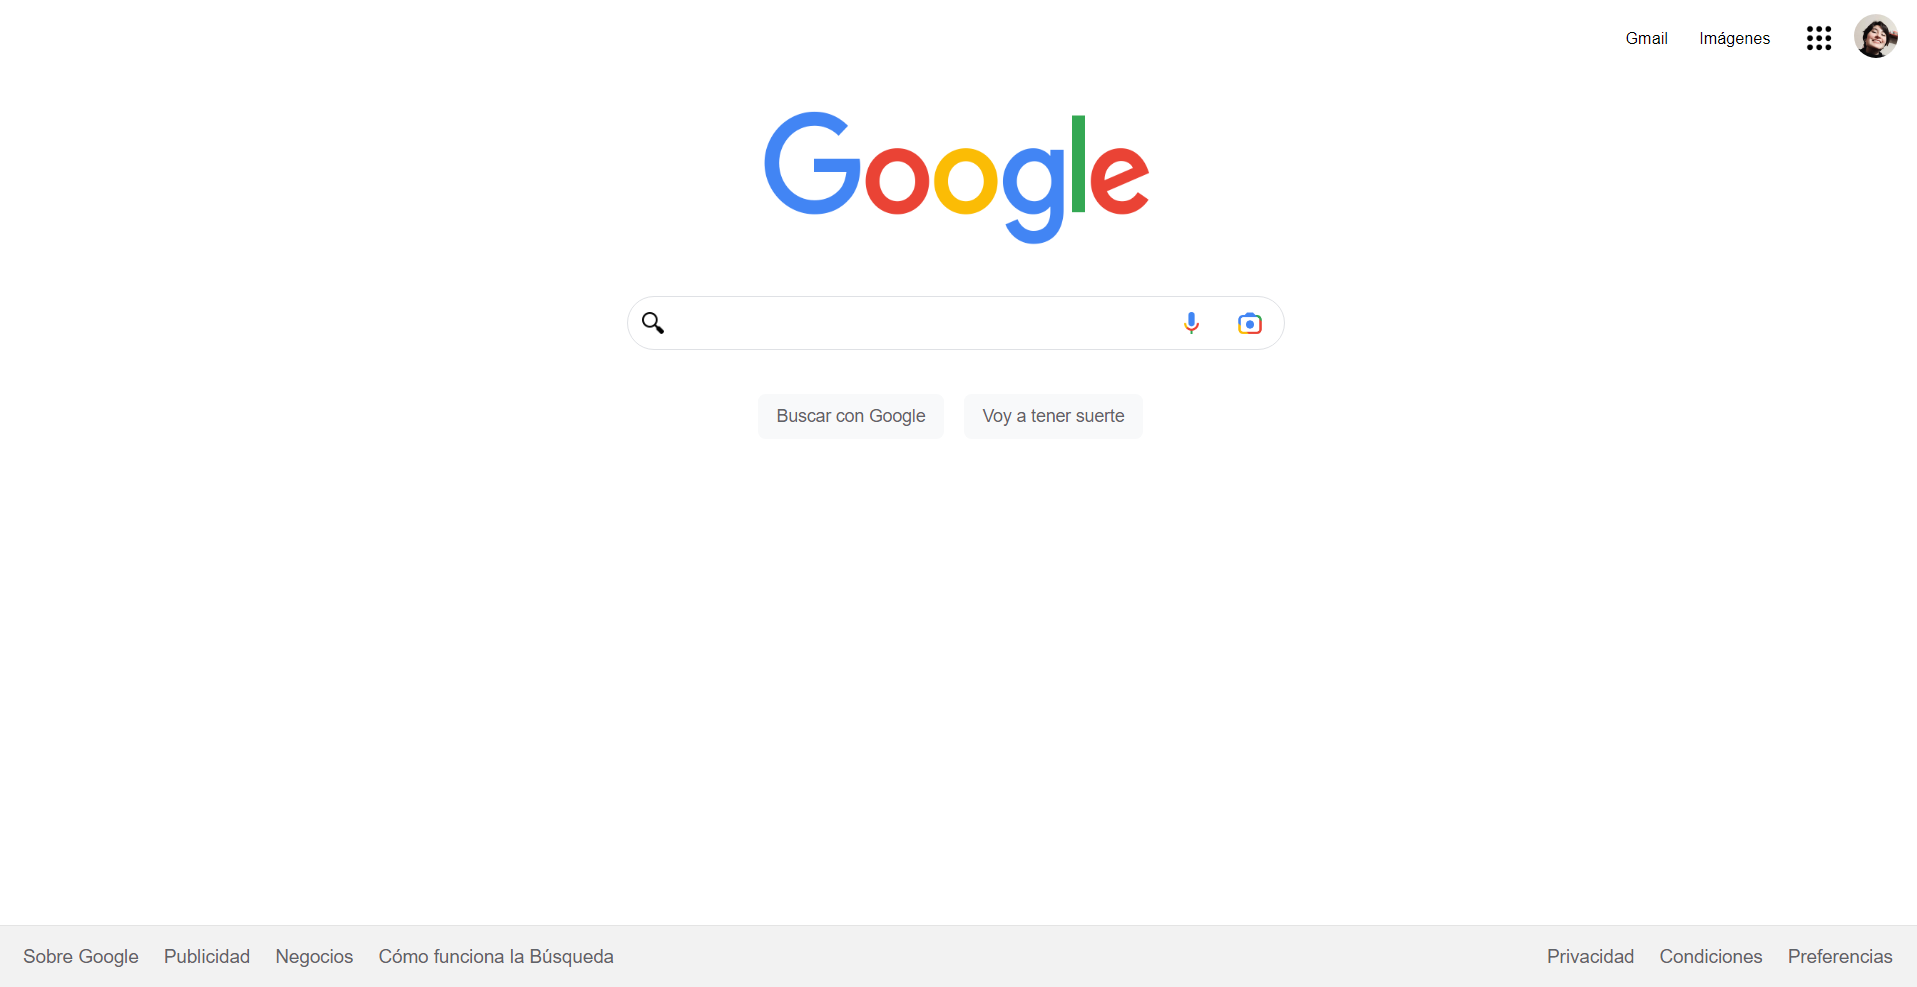 Gmail Imágenes
Google
Buscar con Google Voy a tener suerte
Sobre Google Publicidad Negocios Cómo funciona la Búsqueda Privacidad Condiciones Preferencias